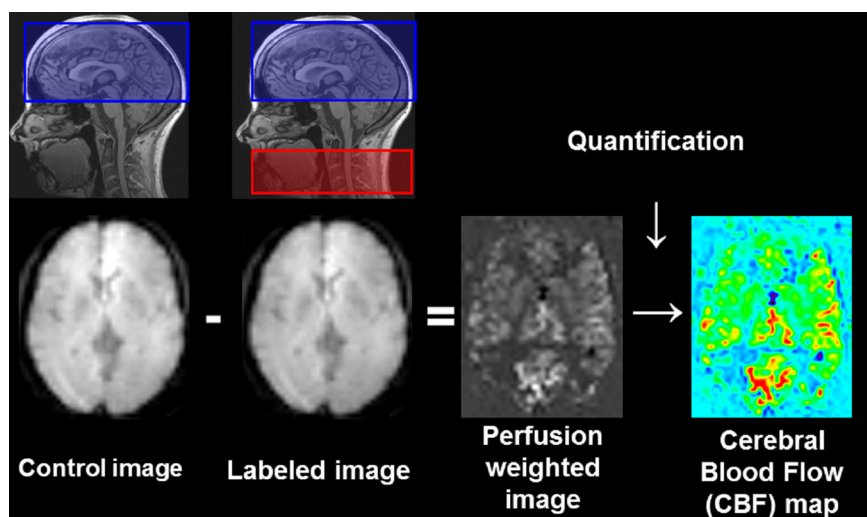 Quantification
Control image
Labeled image
Perfusion
weighted
image
Cerebral
Blood Flow
(CBF) map